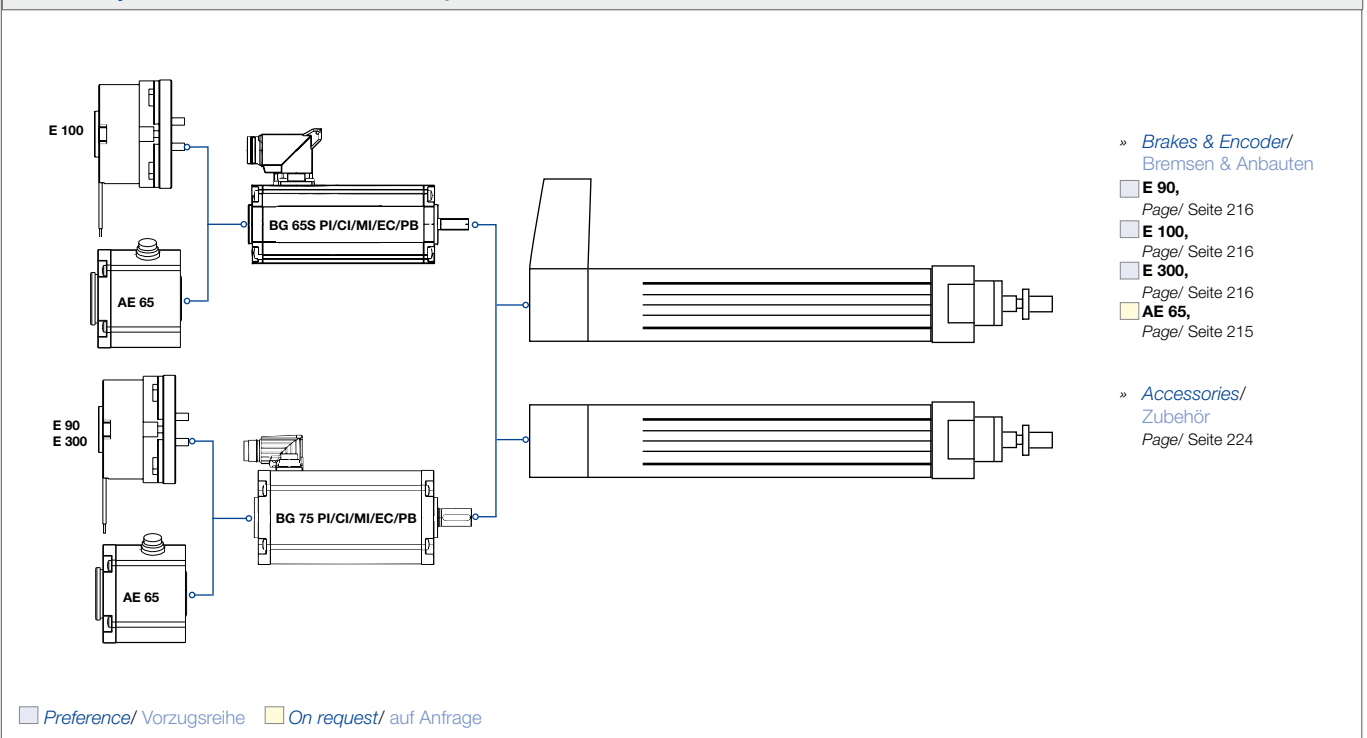 E 100
BG 65S PI/CI/MI/EC/PB
AE 65
E 90
E 300
BG 75 PI/CI/MI/EC/PB
AE 65
» Brakes & Encoder/
Bremsen & Anbauten
E 90,
Page/ Seite 216
E 100,
Page/ Seite 216
E 300,
Page/ Seite 216
AE 65,
Page/ Seite 215
» Accessories/
Zubehör
Page/ Seite 224
Preference/ Vorzugsreihe On request/ auf Anfrage